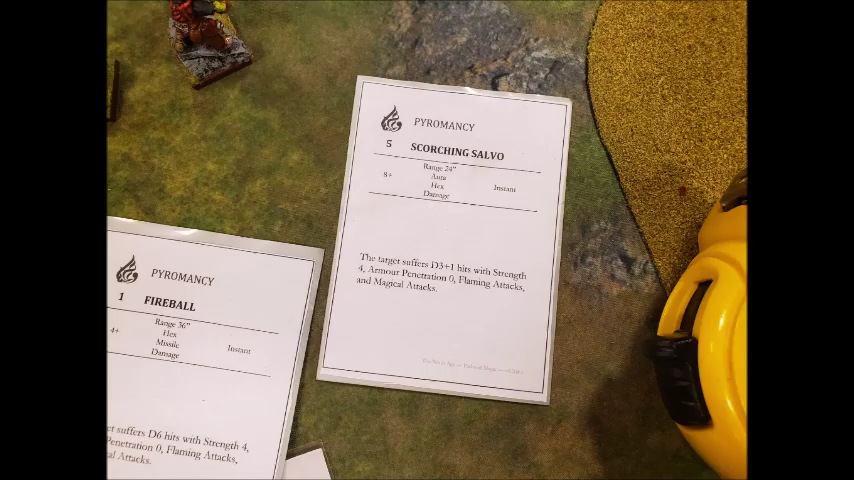 PYROMANCY
5 SCORCHING SALVO
Range 24"
8+ Aura Instant
Hex
Damage
The target suffers D3+1 hits with Strength
4, Armour Penetration 0, Flaming Attacks,
and Magical Attacks.
PYROMANCY
1 FIREBALL
Range 36"
4+ Hex
Missile Instant
Damage
suffers D6 hits with Strength 4,
Penetration 0, Flaming Attacks,
Attacks.